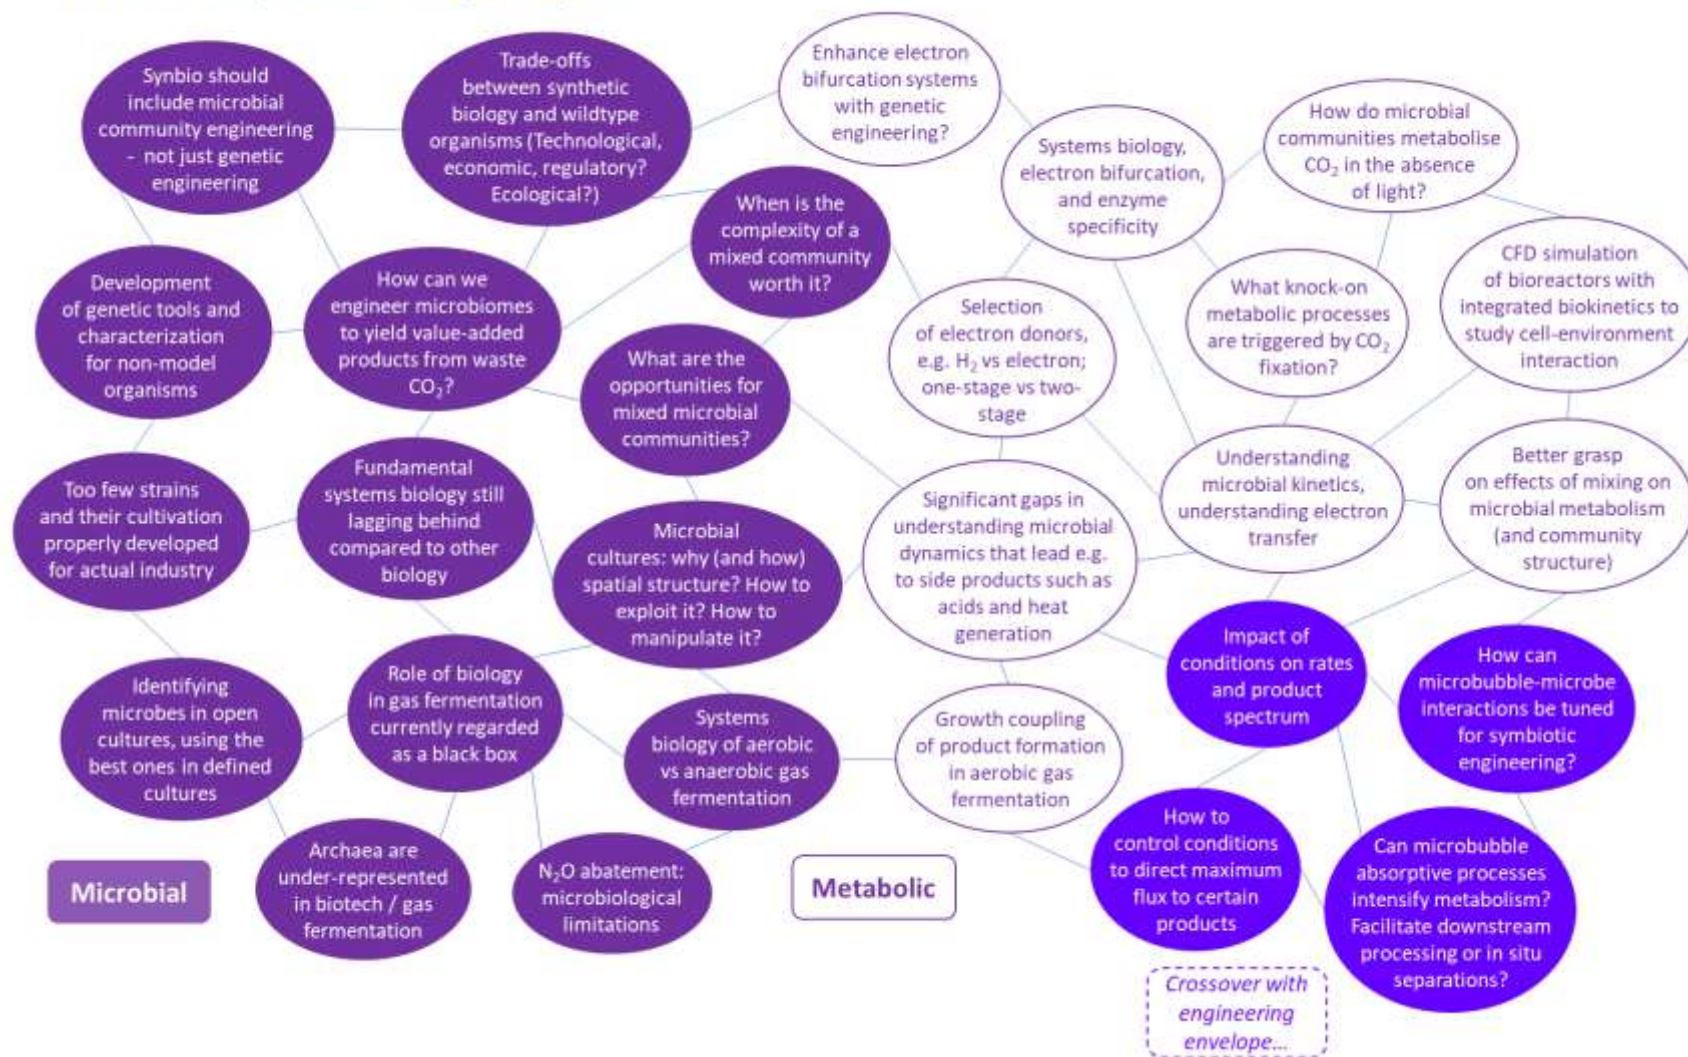 Synbio should
include microbial
community engineering
- not just genetic
engineering
Trade-offs
between synthetic
biology and wildtype
organisms (Technological,
economic, regulatory?
Ecological?)
Enhance electron
bifurcation systems
with genetic
engineering?
Systems biology,
electron bifurcation,
and enzyme
specificity
How do microbial
communities metabolise
CO₂ in the absence
of light?
When is the
complexity of a
mixed community
worth it?
Development
of genetic tools and
characterization
for non-model
organisms
How can we
engineer microbiomes
to yield value-added
products from waste
CO₂?
Selection
of electron donors,
e.g. H₂ vs electron;
one-stage vs two-
stage
What knock-on
metabolic processes
are triggered by CO₂
fixation?
CFD simulation
of bioreactors with
integrated biokinetics to
study cell-environment
interaction
What are the
opportunities for
mixed microbial
communities?
Too few strains
and their cultivation
properly developed
for actual industry
Fundamental
systems biology still
lagging behind
compared to other
biology
Microbial
cultures: why (and how)
spatial structure? How to
exploit it? How to
manipulate it?
Significant gaps in
understanding microbial
dynamics that lead e.g.
to side products such as
acids and heat
generation
Understanding
microbial kinetics,
understanding electron
transfer
Better grasp
on effects of mixing on
microbial metabolism
(and community
structure)
Identifying
microbes in open
cultures, using the
best ones in defined
cultures
Role of biology
in gas fermentation
currently regarded
as a black box
Systems
biology of aerobic
vs anaerobic gas
fermentation
Growth coupling
of product formation
in aerobic gas
fermentation
Impact of
conditions on rates
and product
spectrum
How can
microbubble-microbe
interactions be tuned
for symbiotic
engineering?
Microbial
Archaea are
under-represented
in biotech / gas
fermentation
N₂O abatement:
microbiological
limitations
Metabolic
How to
control conditions
to direct maximum
flux to certain
products
Can microbubble
absorptive processes
intensify metabolism?
Facilitate downstream
processing or in situ
separations?
Crossover with
engineering
envelope...